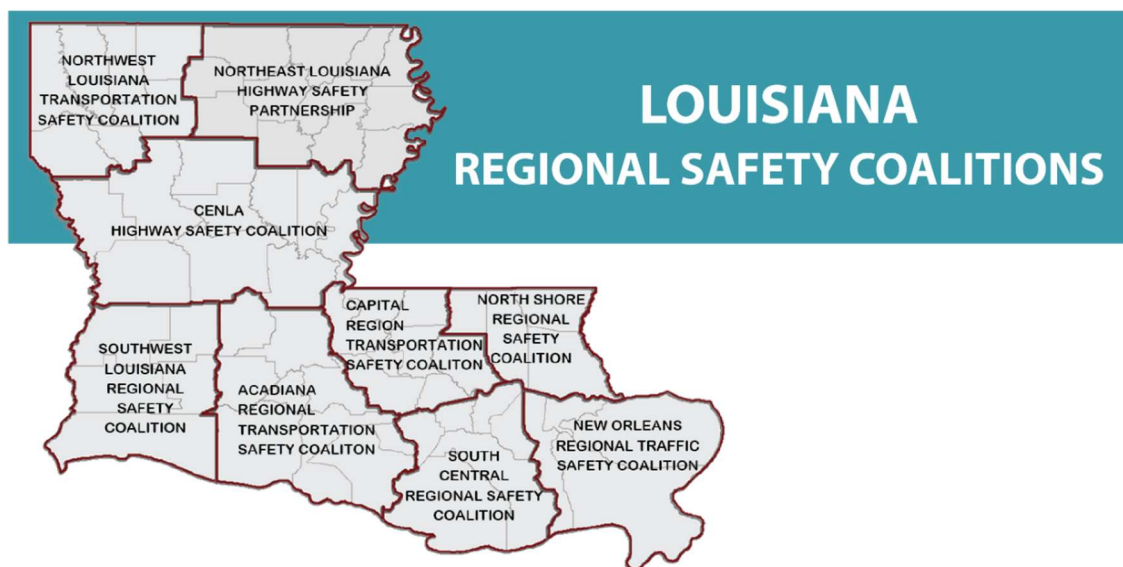 LOUISIANA
REGIONAL SAFETY COALITIONS
NORTHWEST
LOUISIANA
TRANSPORTATION
SAFETY COALITION
NORTHEAST LOUISIANA
HIGHWAY SAFETY
PARTNERSHIP
CENLA
HIGHWAY SAFETY COALITION
SOUTHWEST
LOUISIANA
REGIONAL
SAFETY
COALITION
ACADIANA
REGIONAL
TRANSPORTATION
SAFETY COALITON
CAPITAL
REGION
TRANSPORTATION
SAFETY COALITON
NORTH SHORE
REGIONAL
SAFETY
COALITION
SOUTH
CENTRAL
REGIONAL SAFETY
COALITION
NEW ORLEANS
REGIONAL TRAFFIC
SAFETY COALITION